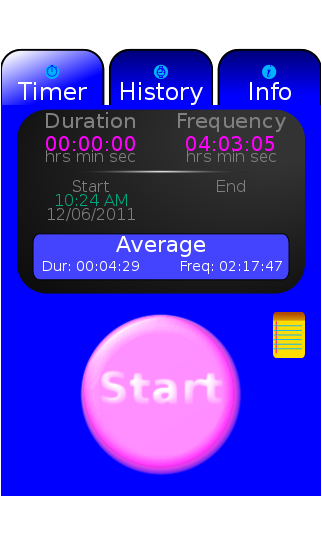 Timer History Info
Duration Frequency
00:00:00 04:03:05
hrs min sec hrs min sec
Start End
10:24 AM
12/06/2011
Average
Dur: 00:04:29 Freq: 02:17:47
Start